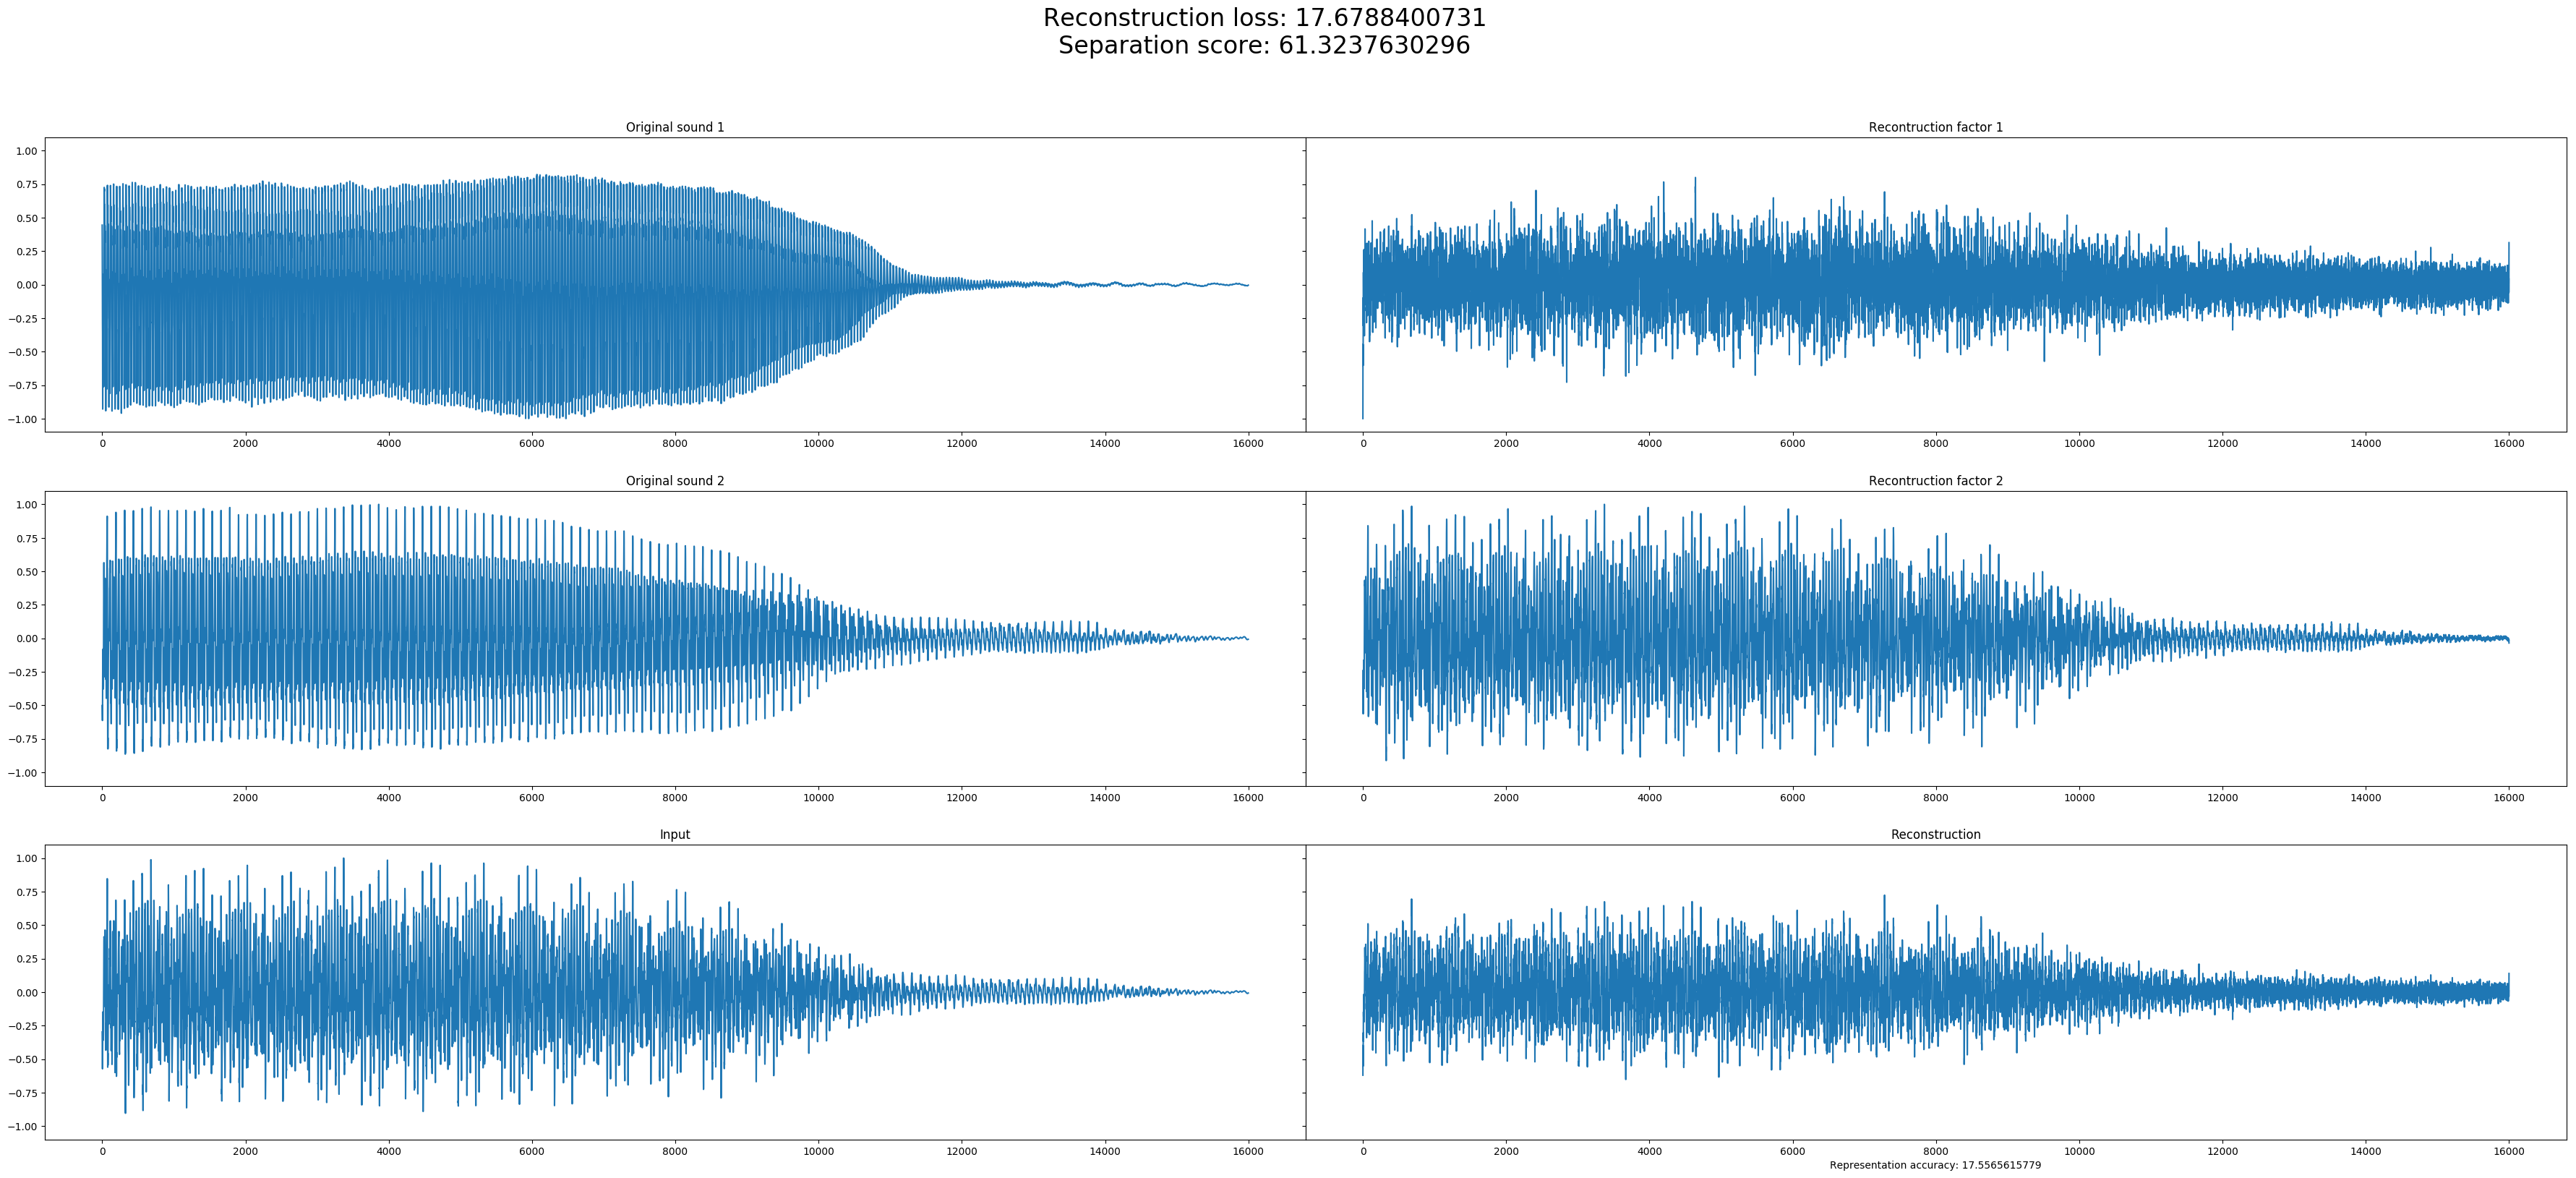 Reconstruction loss: 17.6788400731
Separation score: 61.3237630296
Original sound 1
1.00
0.75
0.50
0.25
0.00
−0.25
−0.50
−0.75
−1.00
0 2000 4000 6000 8000 10000 12000 14000 16000
Recontruction factor 1
0 2000 4000 6000 8000 10000 12000 14000 16000
Original sound 2
1.00
0.75
0.50
0.25
0.00
−0.25
−0.50
−0.75
−1.00
0 2000 4000 6000 8000 10000 12000 14000 16000
Recontruction factor 2
0 2000 4000 6000 8000 10000 12000 14000 16000
Input
1.00
0.75
0.50
0.25
0.00
−0.25
−0.50
−0.75
−1.00
0 2000 4000 6000 8000 10000 12000 14000 16000
Reconstruction
0 2000 4000 6000 8000 10000 12000 14000 16000
Representation accuracy: 17.5565615779